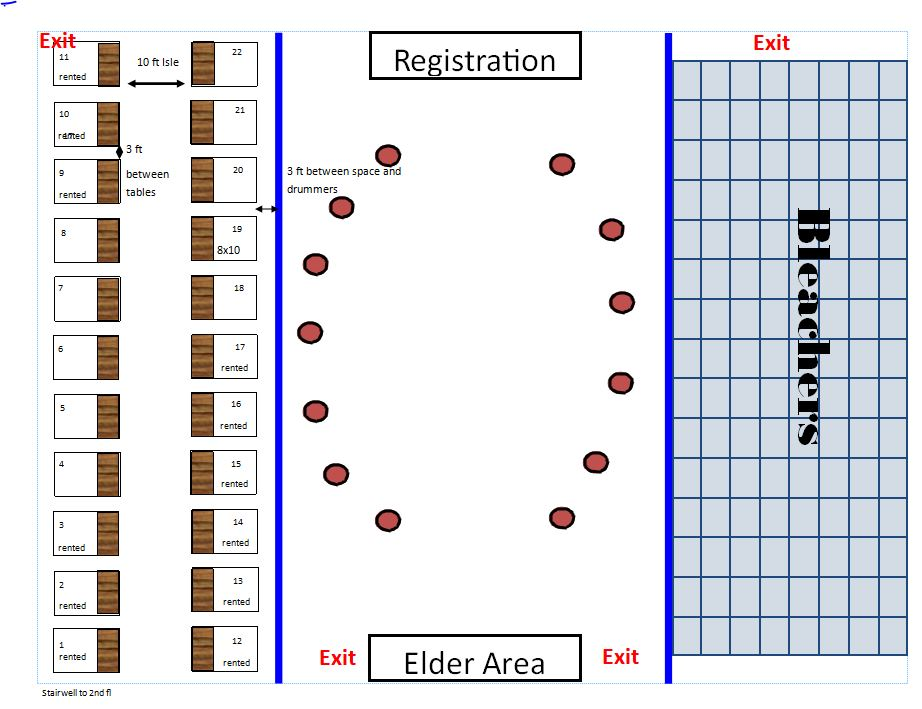 Exit
Registration
Exit
11
rented
10 ft Isle
22
10
rented
17
3 ft
between
tables
21
9
rented
20
3 ft between space and
drummers
8
19
8x10
7
18
6
17
rented
5
16
rented
4
15
rented
3
rented
14
rented
2
rented
13
rented
1
rented
12
rented
Bleachers
Exit
Elder Area
Exit
Stairwell to 2nd fl